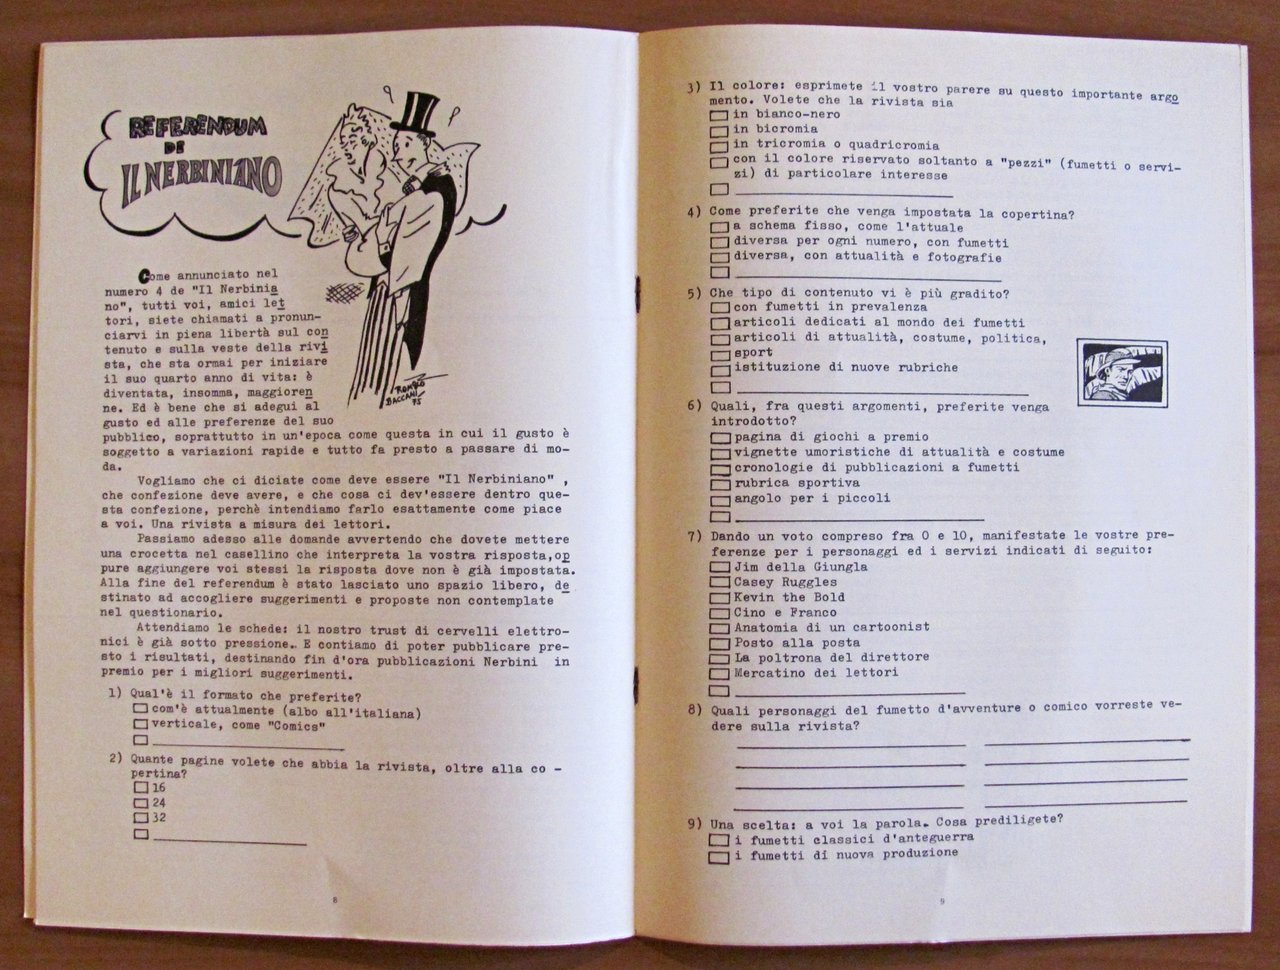 REFERENDUM
DI
IL NERBINIANO
ROMOLO
BACCANI
75
Come annunciato nel
numero 4 de "Il Nerbinia
no", tutti voi, amici let
tori, siete chiamati a pronun-
ciarvi in piena libertà sul con
tenuto e sulla veste della rivi
sta, che sta ormai per iniziare
il suo quarto anno di vita: è
diventata, insomma, maggioren
ne. Ed è bene che si adegui al
gusto ed alle preferenze del suo
pubblico, soprattutto in un'epoca come questa in cui il gusto è
soggetto a variazioni rapide e tutto fa presto a passare di mo-
da.
Vogliamo che ci diciate come deve essere "Il Nerbiniano" ,
che confezione deve avere, e che cosa ci dev'essere dentro que-
sta confezione, perchè intendiamo farlo esattamente come piace
a voi. Una rivista a misura dei lettori.
Passiamo adesso alle domande avvertendo che dovete mettere
una crocetta nel casellino che interpreta la vostra risposta,op
pure aggiungere voi stessi la risposta dove non è già impostata.
Alla fine del referendum è stato lasciato uno spazio libero, de
stinato ad accogliere suggerimenti e proposte non contemplate
nel questionario.
Attendiamo le schede: il nostro trust di cervelli elettro-
nici è già sotto pressione. E contiamo di poter pubblicare pre-
sto i risultati, destinando fin d'ora pubblicazioni Nerbini in
premio per i migliori suggerimenti.
1) Qual'è il formato che preferite?
com'è attualmente (albo all'italiana)
verticale, come "Comics"
2) Quante pagine volete che abbia la rivista, oltre alla co -
pertina?
16
24
32
8
3) Il colore: esprimete il vostro parere su questo importante argo
mento. Volete che la rivista sia
in bianco-nero
in bicromia
in tricromia o quadricromia
con il colore riservato soltanto a "pezzi" (fumetti o servi-
zi) di particolare interesse
4) Come preferite che venga impostata la copertina?
a schema fisso, come l'attuale
diversa per ogni numero, con fumetti
diversa, con attualità e fotografie
5) Che tipo di contenuto vi è più gradito?
con fumetti in prevalenza
articoli dedicati al mondo dei fumetti
articoli di attualità, costume, politica,
sport
istituzione di nuove rubriche
6) Quali, fra questi argomenti, preferite venga
introdotto?
pagina di giochi a premio
vignette umoristiche di attualità e costume
cronologie di pubblicazioni a fumetti
rubrica sportiva
angolo per i piccoli
7) Dando un voto compreso fra 0 e 10, manifestate le vostre pre-
ferenze per i personaggi ed i servizi indicati di seguito:
Jim della Giungla
Casey Ruggles
Kevin the Bold
Cino e Franco
Anatomia di un cartoonist
Posto alla posta
La poltrona del direttore
Mercatino dei lettori
8) Quali personaggi del fumetto d'avventure o comico vorreste ve-
dere sulla rivista?
9) Una scelta: a voi la parola. Cosa prediligete?
i fumetti classici d'anteguerra
i fumetti di nuova produzione
9